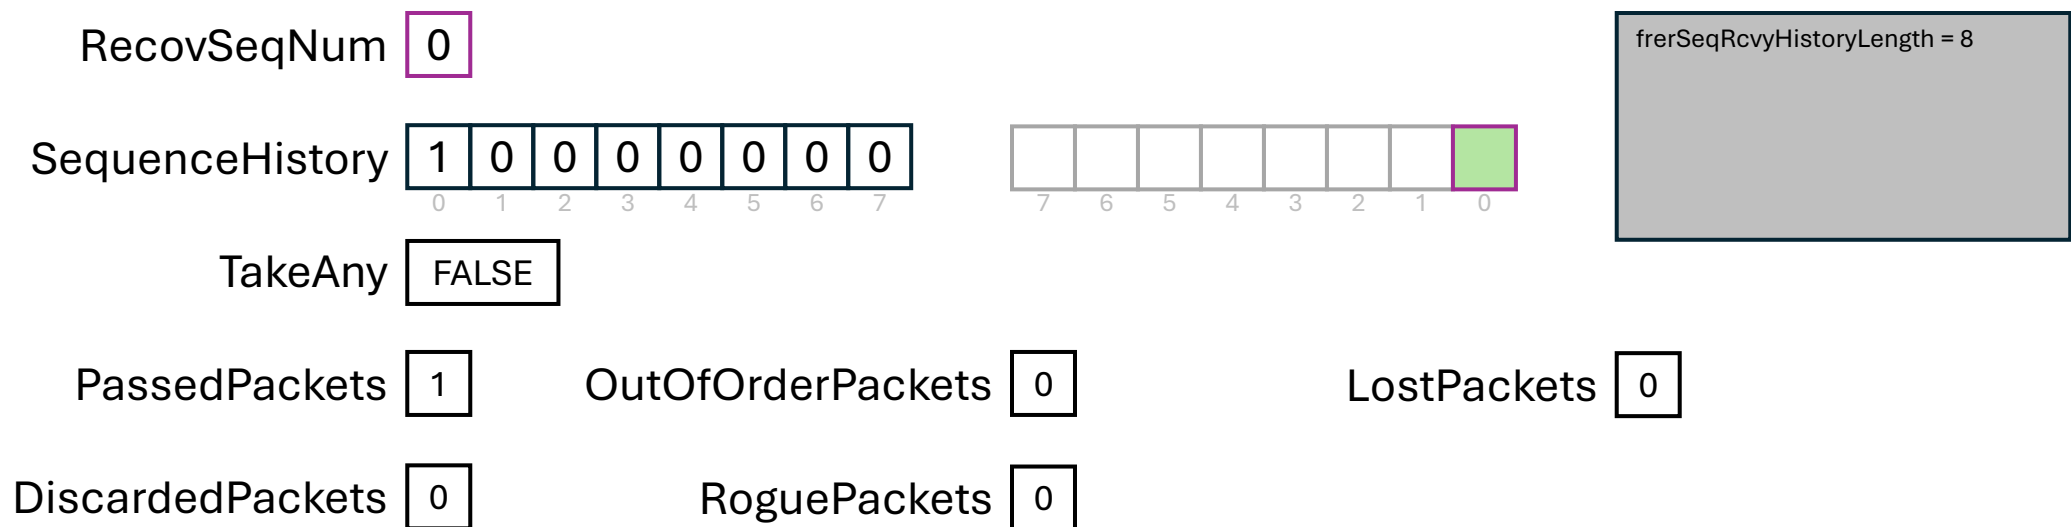 RecovSeqNum 0 frerSeqRcvyHistoryLength = 8
SequenceHistory 1 0 0 0 0 0 0 0
0 1 2 3 4 5 6 7 7 6 5 4 3 2 1 0
TakeAny FALSE
PassedPackets 1 OutOfOrderPackets 0 LostPackets 0
DiscardedPackets 0 RoguePackets 0